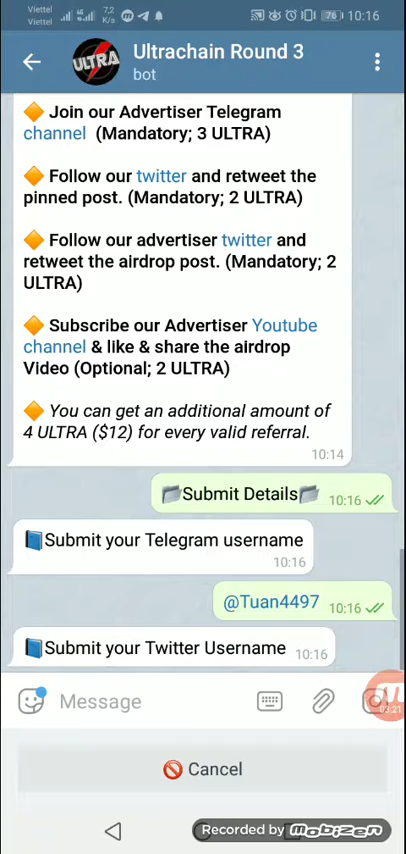 Viettel
Viettel
7,2
K/s
76
10:16
ULTRA
Ultrachain Round 3
bot
🔶 Join our Advertiser Telegram
channel (Mandatory; 3 ULTRA)
🔶 Follow our twitter and retweet the
pinned post. (Mandatory; 2 ULTRA)
🔶 Follow our advertiser twitter and
retweet the airdrop post. (Mandatory; 2
ULTRA)
🔶 Subscribe our Advertiser Youtube
channel & like & share the airdrop
Video (Optional; 2 ULTRA)
🔶 You can get an additional amount of
4 ULTRA ($12) for every valid referral.
10:14
📂Submit Details📂 10:16
📘Submit your Telegram username
10:16
@Tuan4497 10:16
📘Submit your Twitter Username 10:16
Message
03:21
🚫 Cancel
Recorded by mobizen